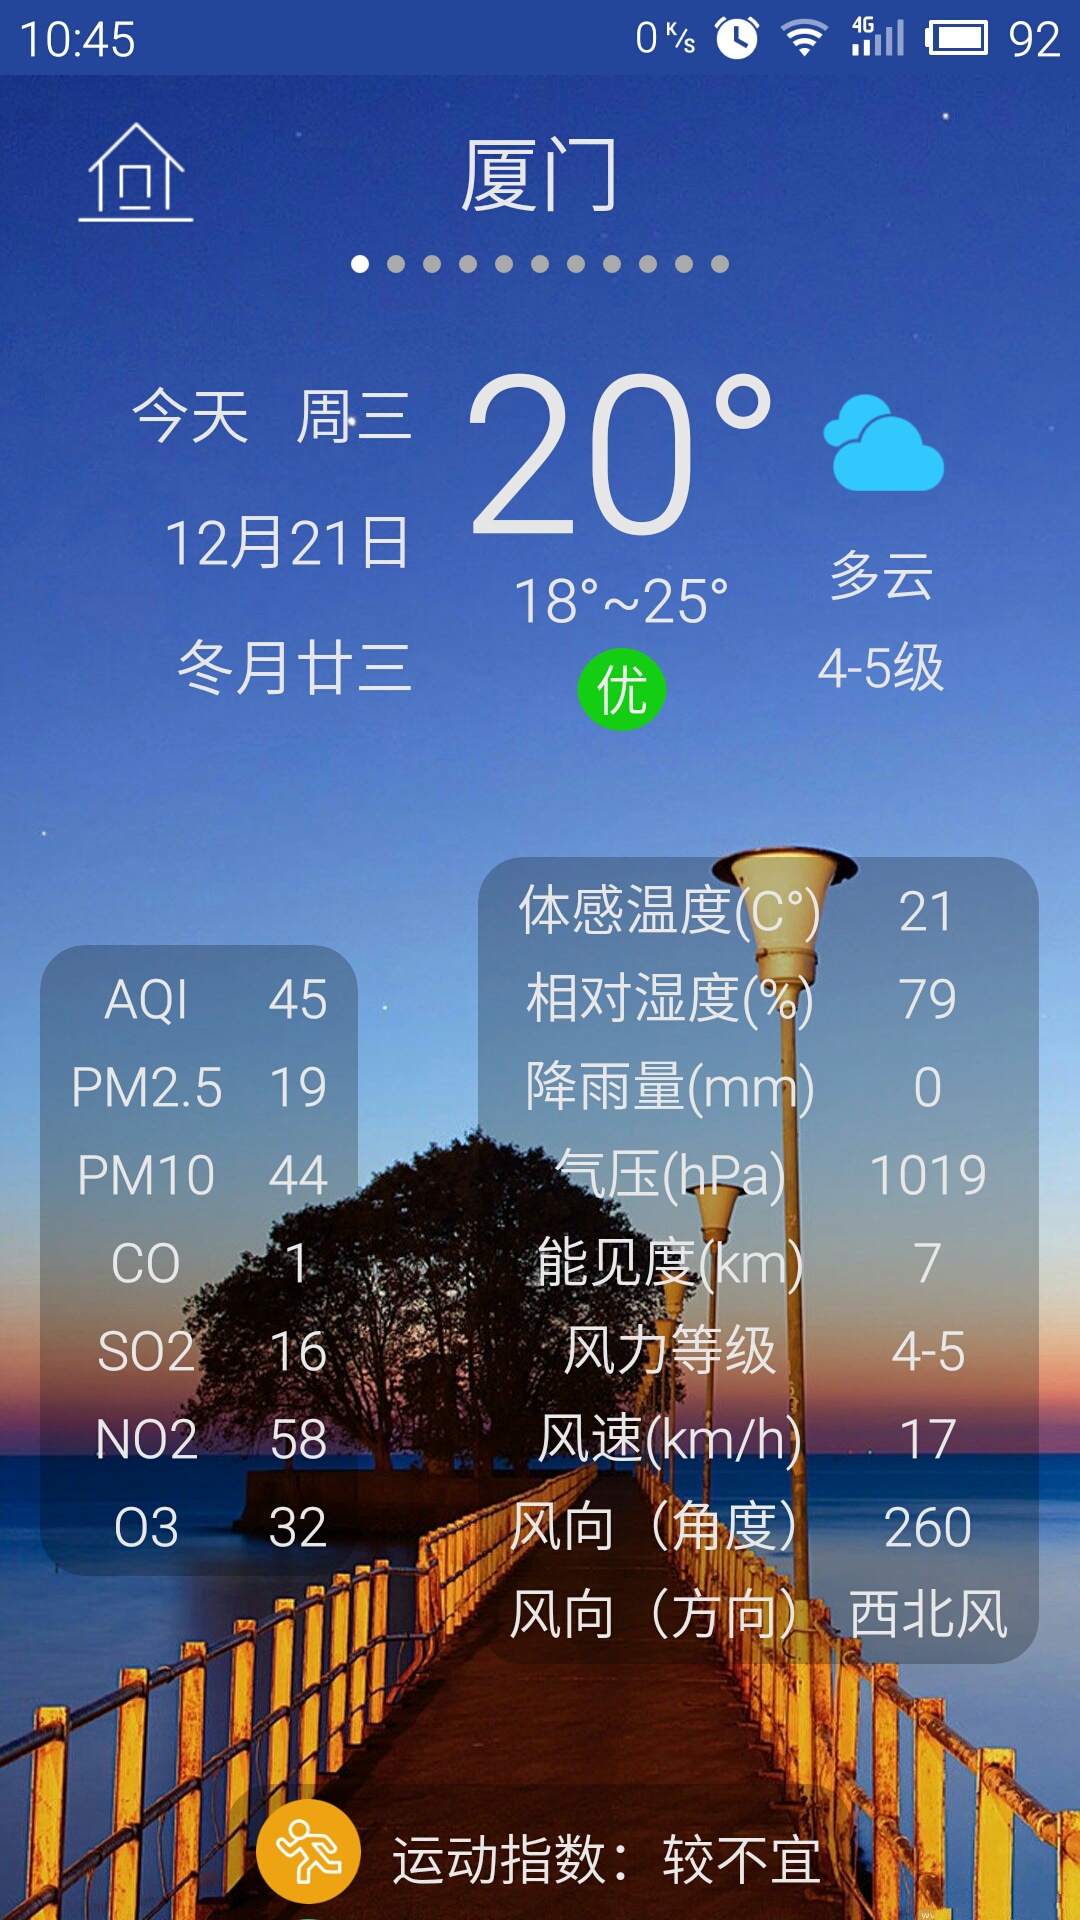 10:45 0 K/s 4G 92
厦门
今天 周三 20°
12月21日
18°~25° 多云
冬月廿三 优 4-5级
体感温度(C°) 21
相对湿度(%) 79
降雨量(mm) 0
气压(hPa) 1019
能见度(km) 7
风力等级 4-5
风速(km/h) 17
风向（角度） 260
风向（方向） 西北风
AQI 45
PM2.5 19
PM10 44
CO 1
SO2 16
NO2 58
O3 32
运动指数：较不宜